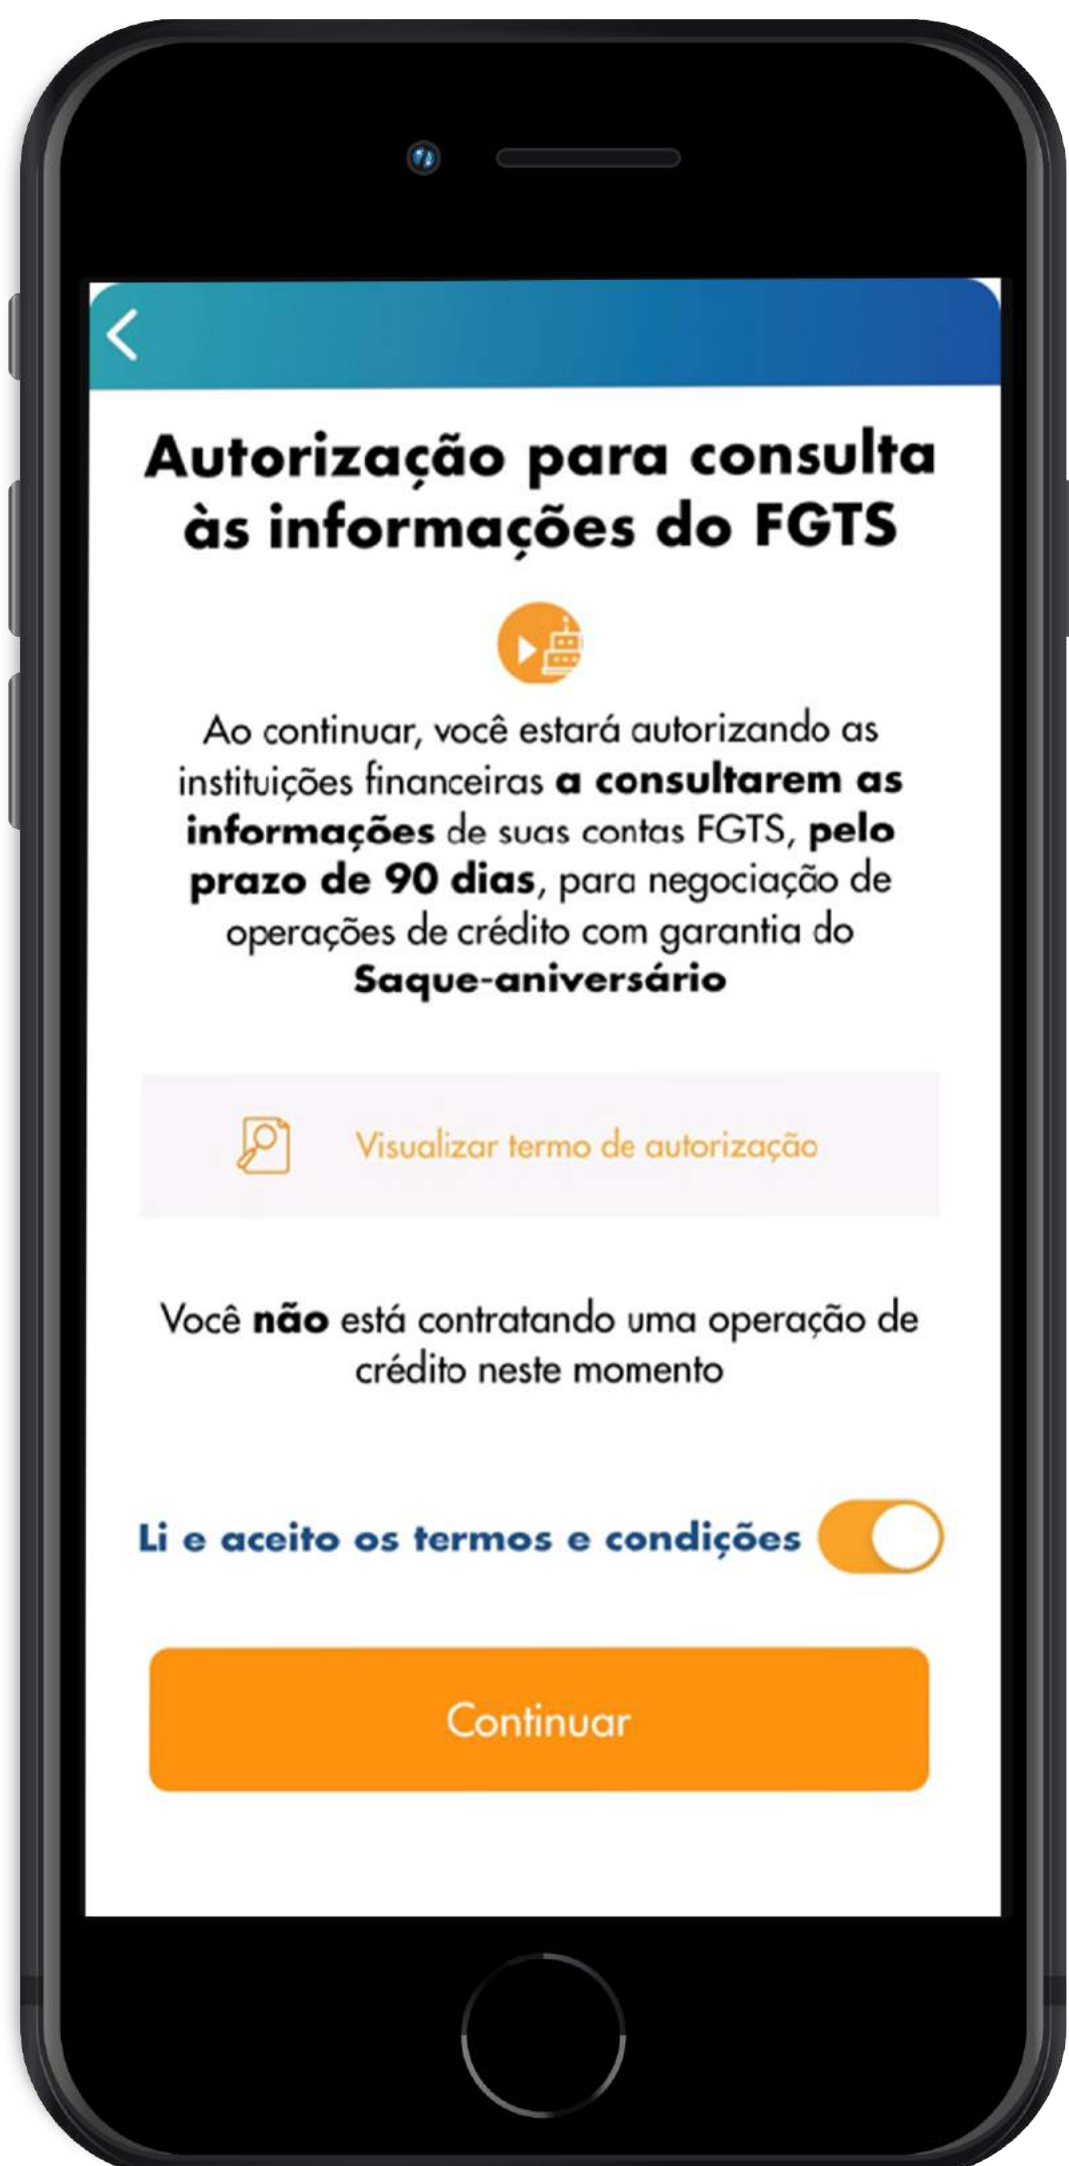 Autorização para consulta
às informações do FGTS
Ao continuar, você estará autorizando as
instituições financeiras a consultarem as
informações de suas contas FGTS, pelo
prazo de 90 dias, para negociação de
operações de crédito com garantia do
Saque-aniversário
Visualizar termo de autorização
Você não está contratando uma operação de
crédito neste momento
Li e aceito os termos e condições
Continuar